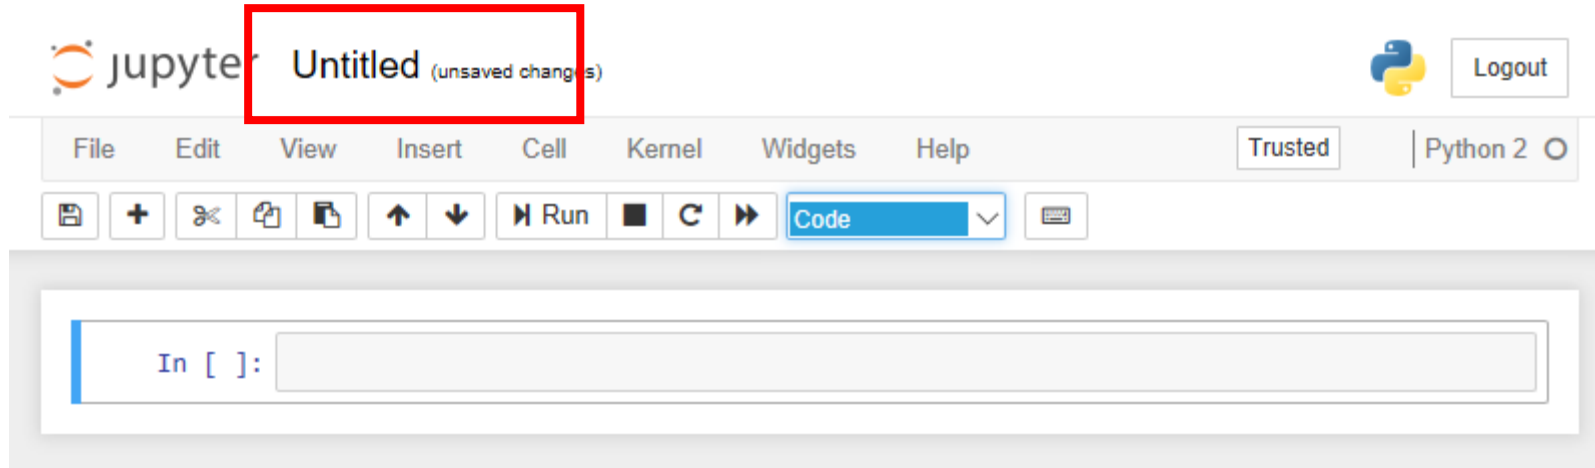 jupyter Untitled (unsaved changes) Logout
File Edit View Insert Cell Kernel Widgets Help Trusted Python 2
Run Code
In [ ]: